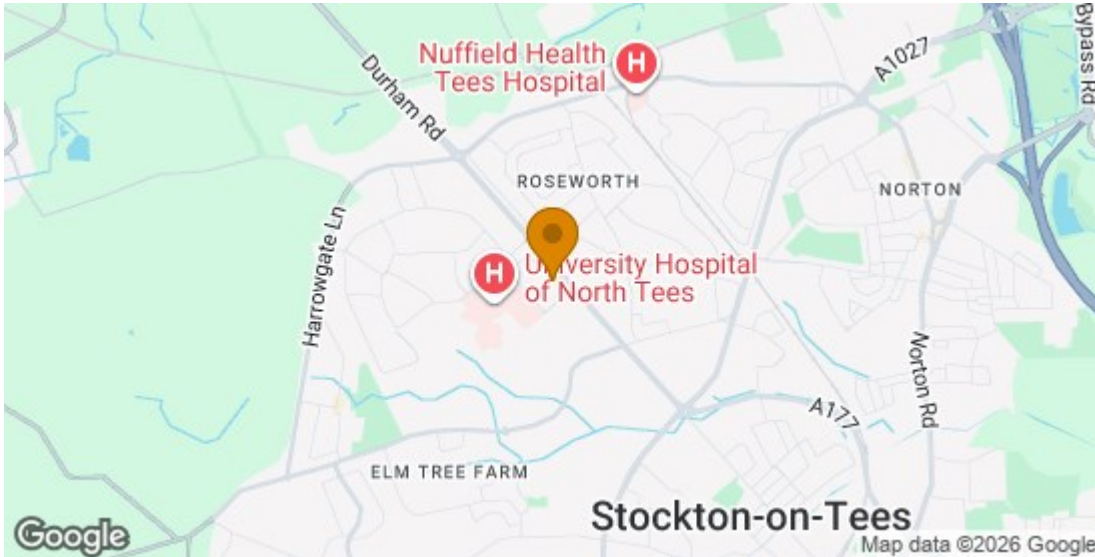 Nuffield Health
Tees Hospital
H
A1027
Bypass Rd
Durham Rd
ROSEWORTH
NORTON
Harrowgate Ln
H
University Hospital
of North Tees
Norton Rd
A177
ELM TREE FARM
Stockton-on-Tees
Google
Map data ©2026 Google